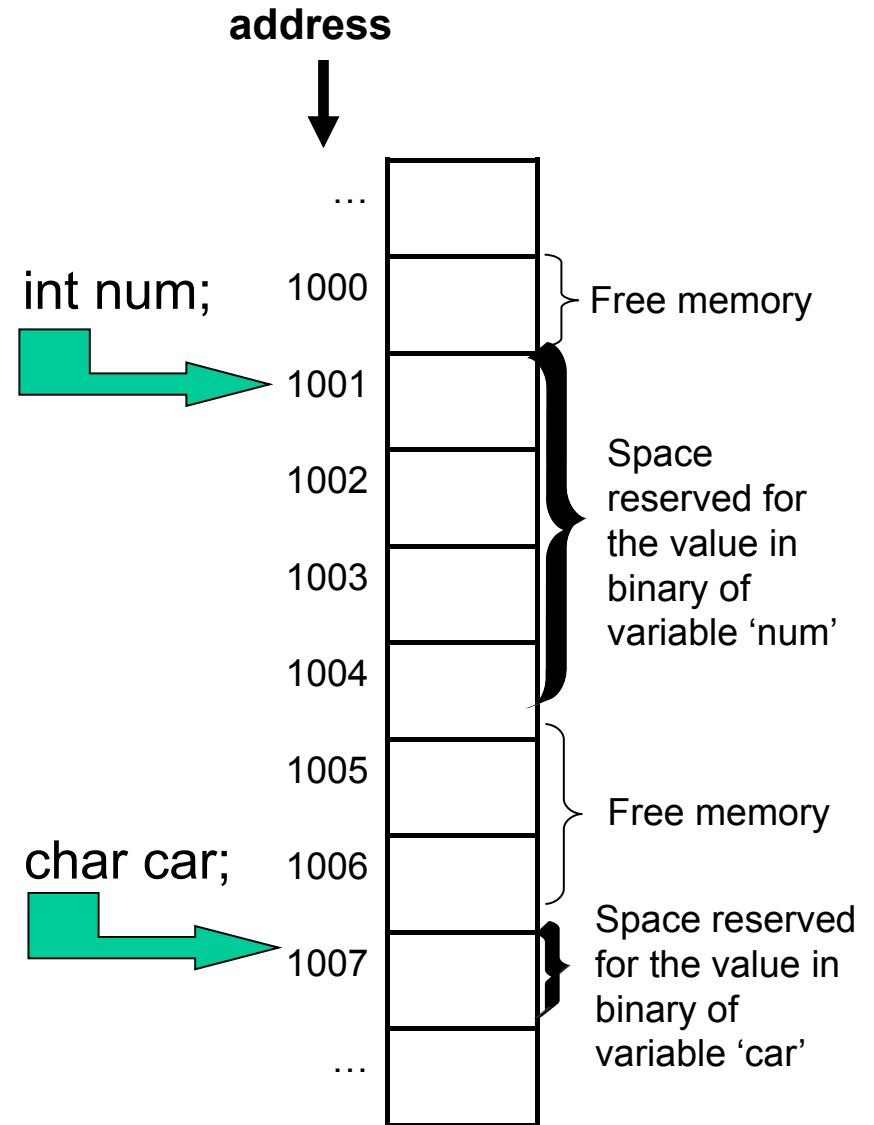 address
…
int num;
1000
Free memory
1001
Space
reserved for
the value in
binary of
variable ‘num’
1002
1003
1004
1005
Free memory
char car;
1006
Space reserved
for the value in
binary of
variable ‘car’
1007
…